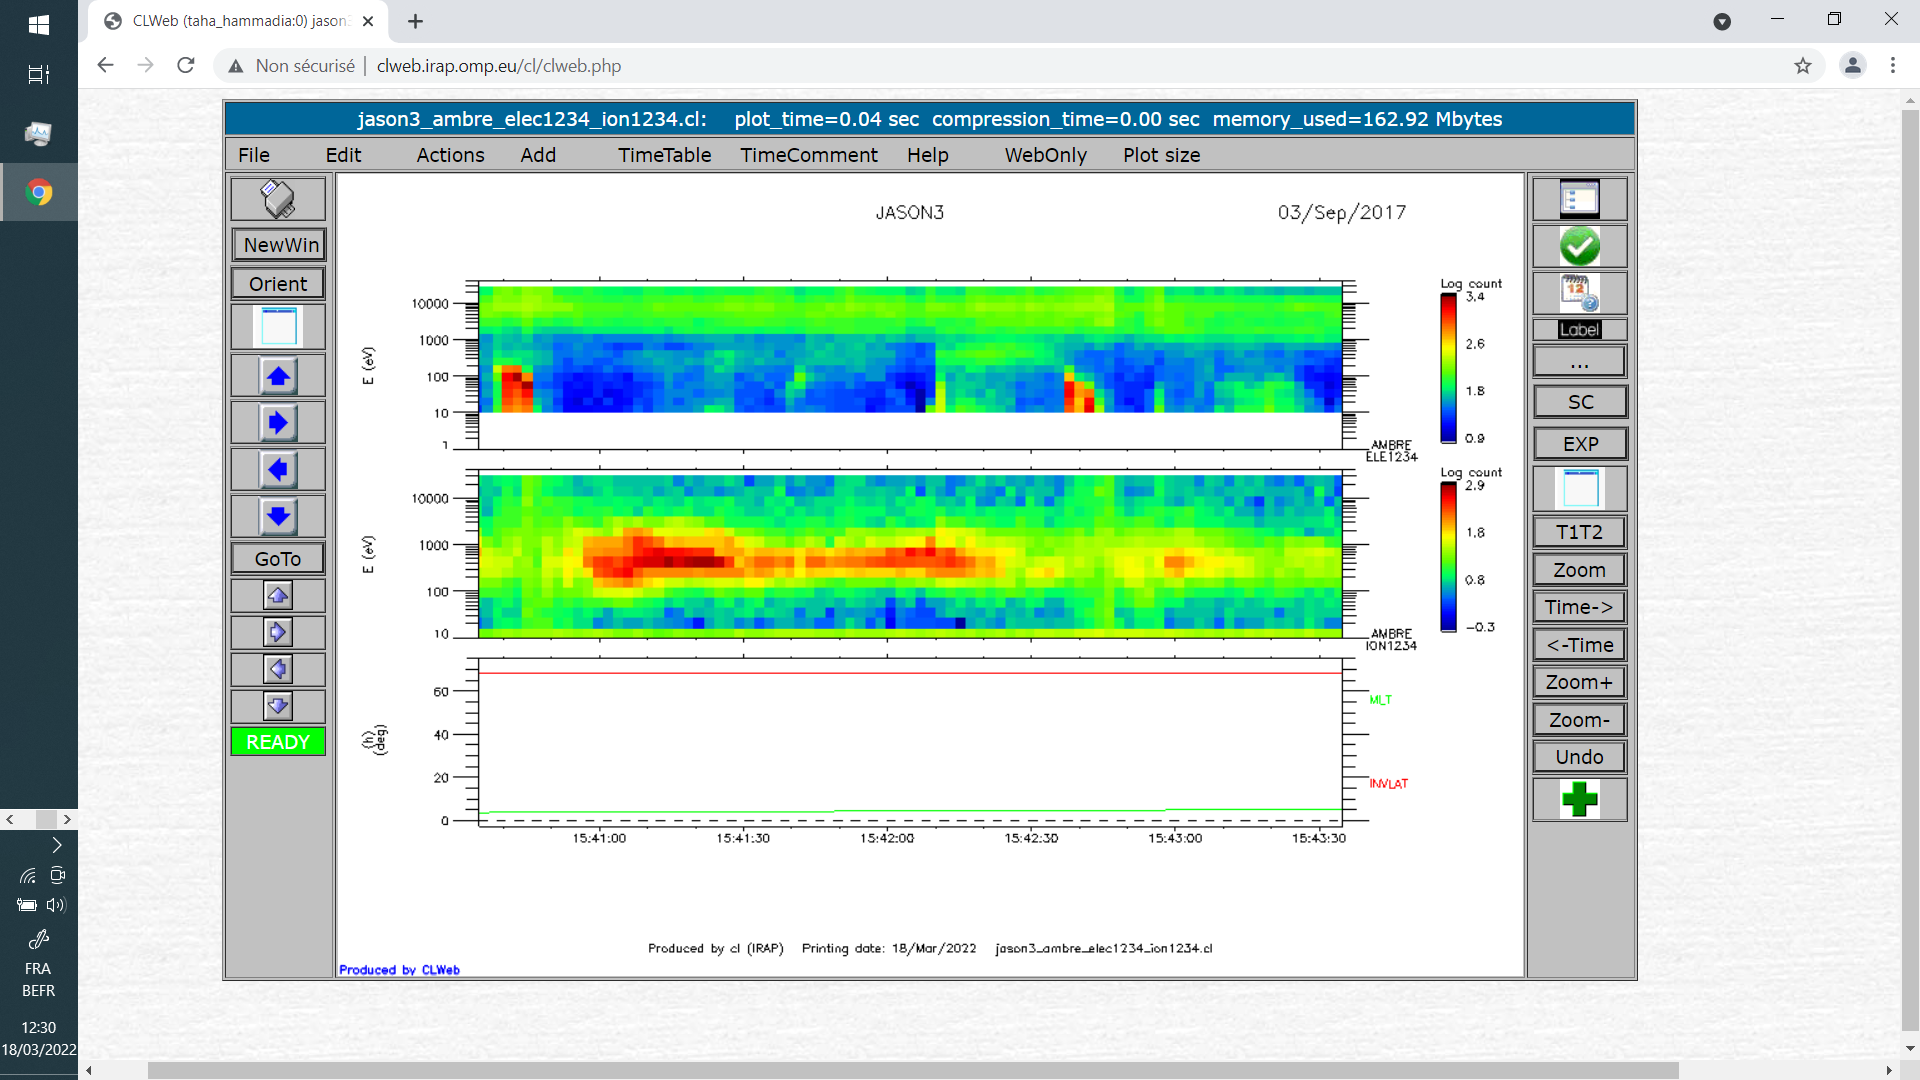 CLWeb (taha_hammadia:0) jason3
Non sécurisé | clweb.irap.omp.eu/cl/clweb.php
jason3_ambre_elec1234_ion1234.cl: plot_time=0.04 sec compression_time=0.00 sec memory_used=162.92 Mbytes
File Edit Actions Add TimeTable TimeComment Help WebOnly Plot size
NewWin
Orient
GoTo
READY
JASON3 03/Sep/2017
10000
1000
100
10
1
E (eV)
Log count
3.4
2.6
1.8
0.9
AMBRE
ELE1234
10000
1000
100
10
E (eV)
Log count
2.9
1.8
0.8
-0.3
AMBRE
ION1234
60
40
20
0
(h)
(deg)
MLT
INVLAT
15:41:00 15:41:30 15:42:00 15:42:30 15:43:00 15:43:30
Produced by cl (IRAP) Printing date: 18/Mar/2022 jason3_ambre_elec1234_ion1234.cl
Produced by CLWeb
12
Label
...
SC
EXP
T1T2
Zoom
Time->
<-Time
Zoom+
Zoom-
Undo
FRA
BEFR
12:30
18/03/2022